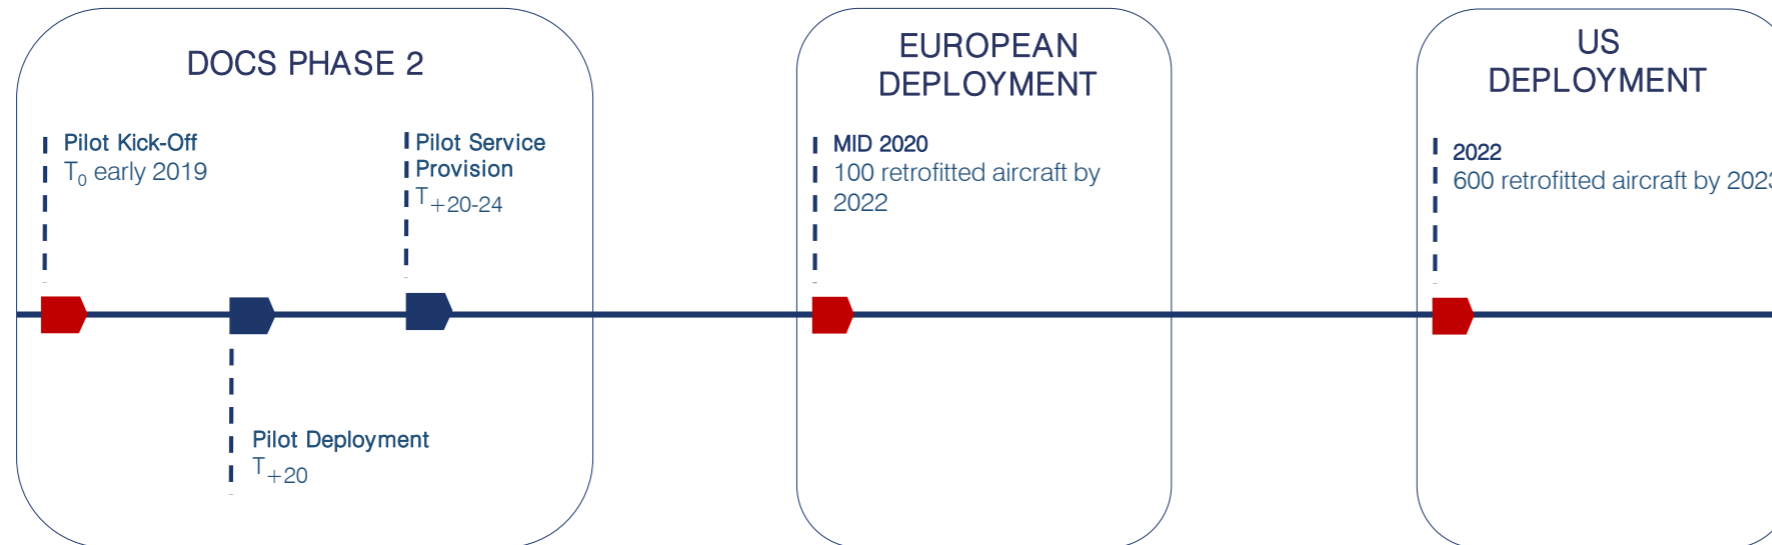 DOCS PHASE 2
Pilot Kick-Off
T0 early 2019
Pilot Service
Provision
T+20-24
Pilot Deployment
T+20
EUROPEAN
DEPLOYMENT
MID 2020
100 retrofitted aircraft by
2022
US
DEPLOYMENT
2022
600 retrofitted aircraft by 2023